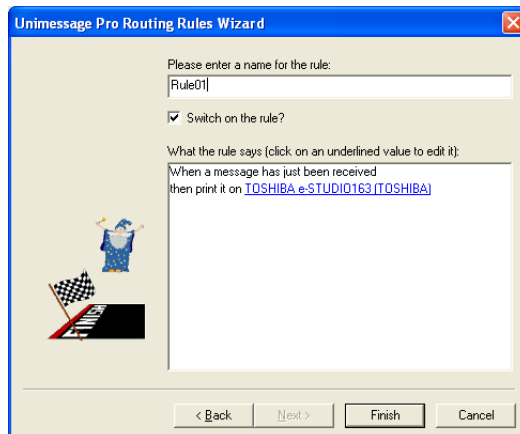 Unimessage Pro Routing Rules Wizard
Please enter a name for the rule:
Rule01
Switch on the rule?
What the rule says (click on an underlined value to edit it):
When a message has just been received
then print it on TOSHIBA e-STUDIO163 (TOSHIBA)
FINISH
< Back
Next >
Finish
Cancel